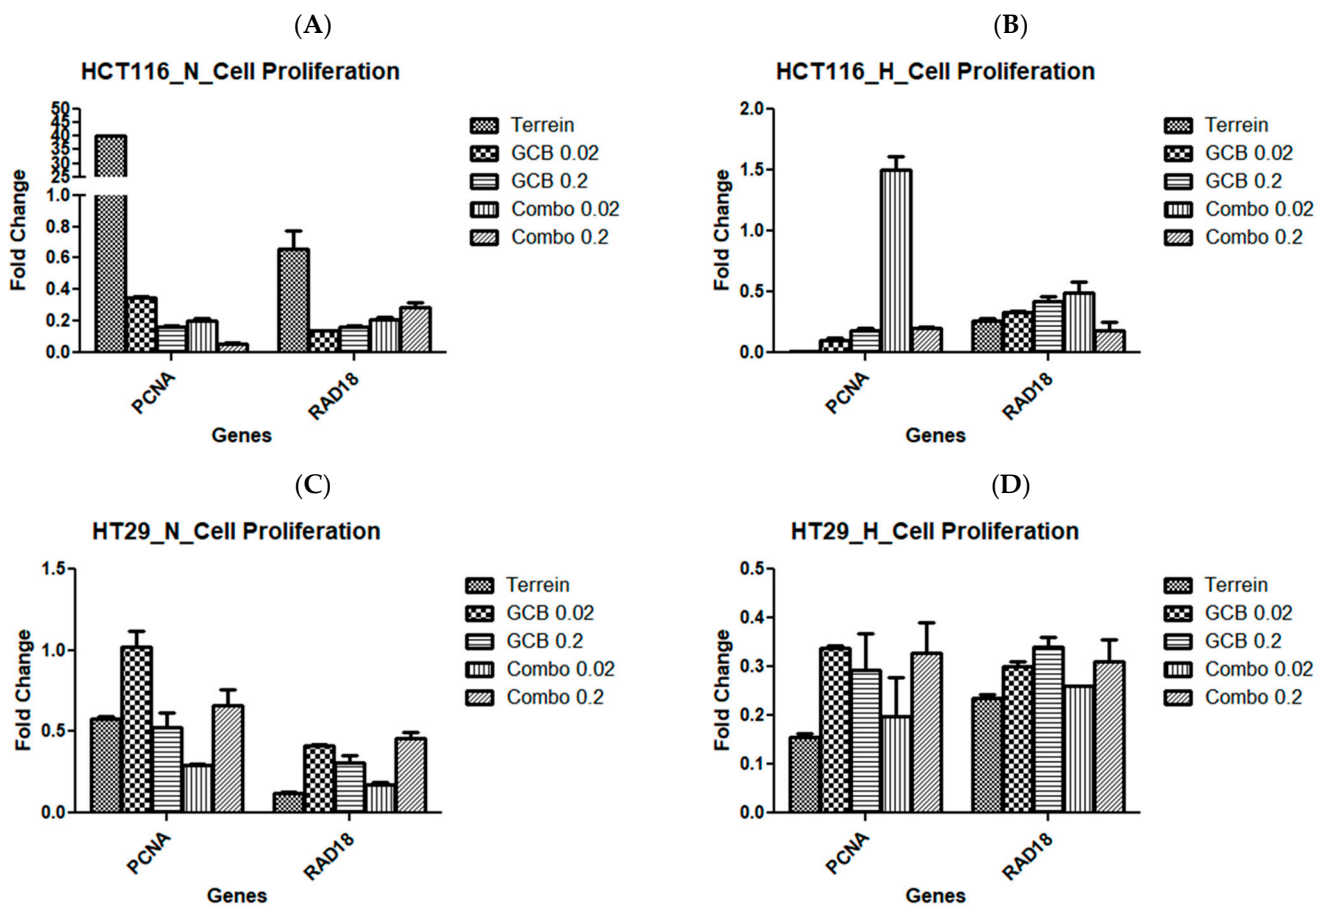 (A)
HCT116_N_Cell Proliferation
50
45
40
35
30
25
1.0
0.8
0.6
0.4
0.2
0.0
Fold Change
PCNA
RAD18
Genes
Terrein
GCB 0.02
GCB 0.2
Combo 0.02
Combo 0.2
(B)
HCT116_H_Cell Proliferation
2.0
1.5
1.0
0.5
0.0
Fold Change
PCNA
RAD18
Genes
Terrein
GCB 0.02
GCB 0.2
Combo 0.02
Combo 0.2
(C)
HT29_N_Cell Proliferation
1.5
1.0
0.5
0.0
Fold Change
PCNA
RAD18
Genes
Terrein
GCB 0.02
GCB 0.2
Combo 0.02
Combo 0.2
(D)
HT29_H_Cell Proliferation
0.5
0.4
0.3
0.2
0.1
0.0
Fold Change
PCNA
RAD18
Genes
Terrein
GCB 0.02
GCB 0.2
Combo 0.02
Combo 0.2